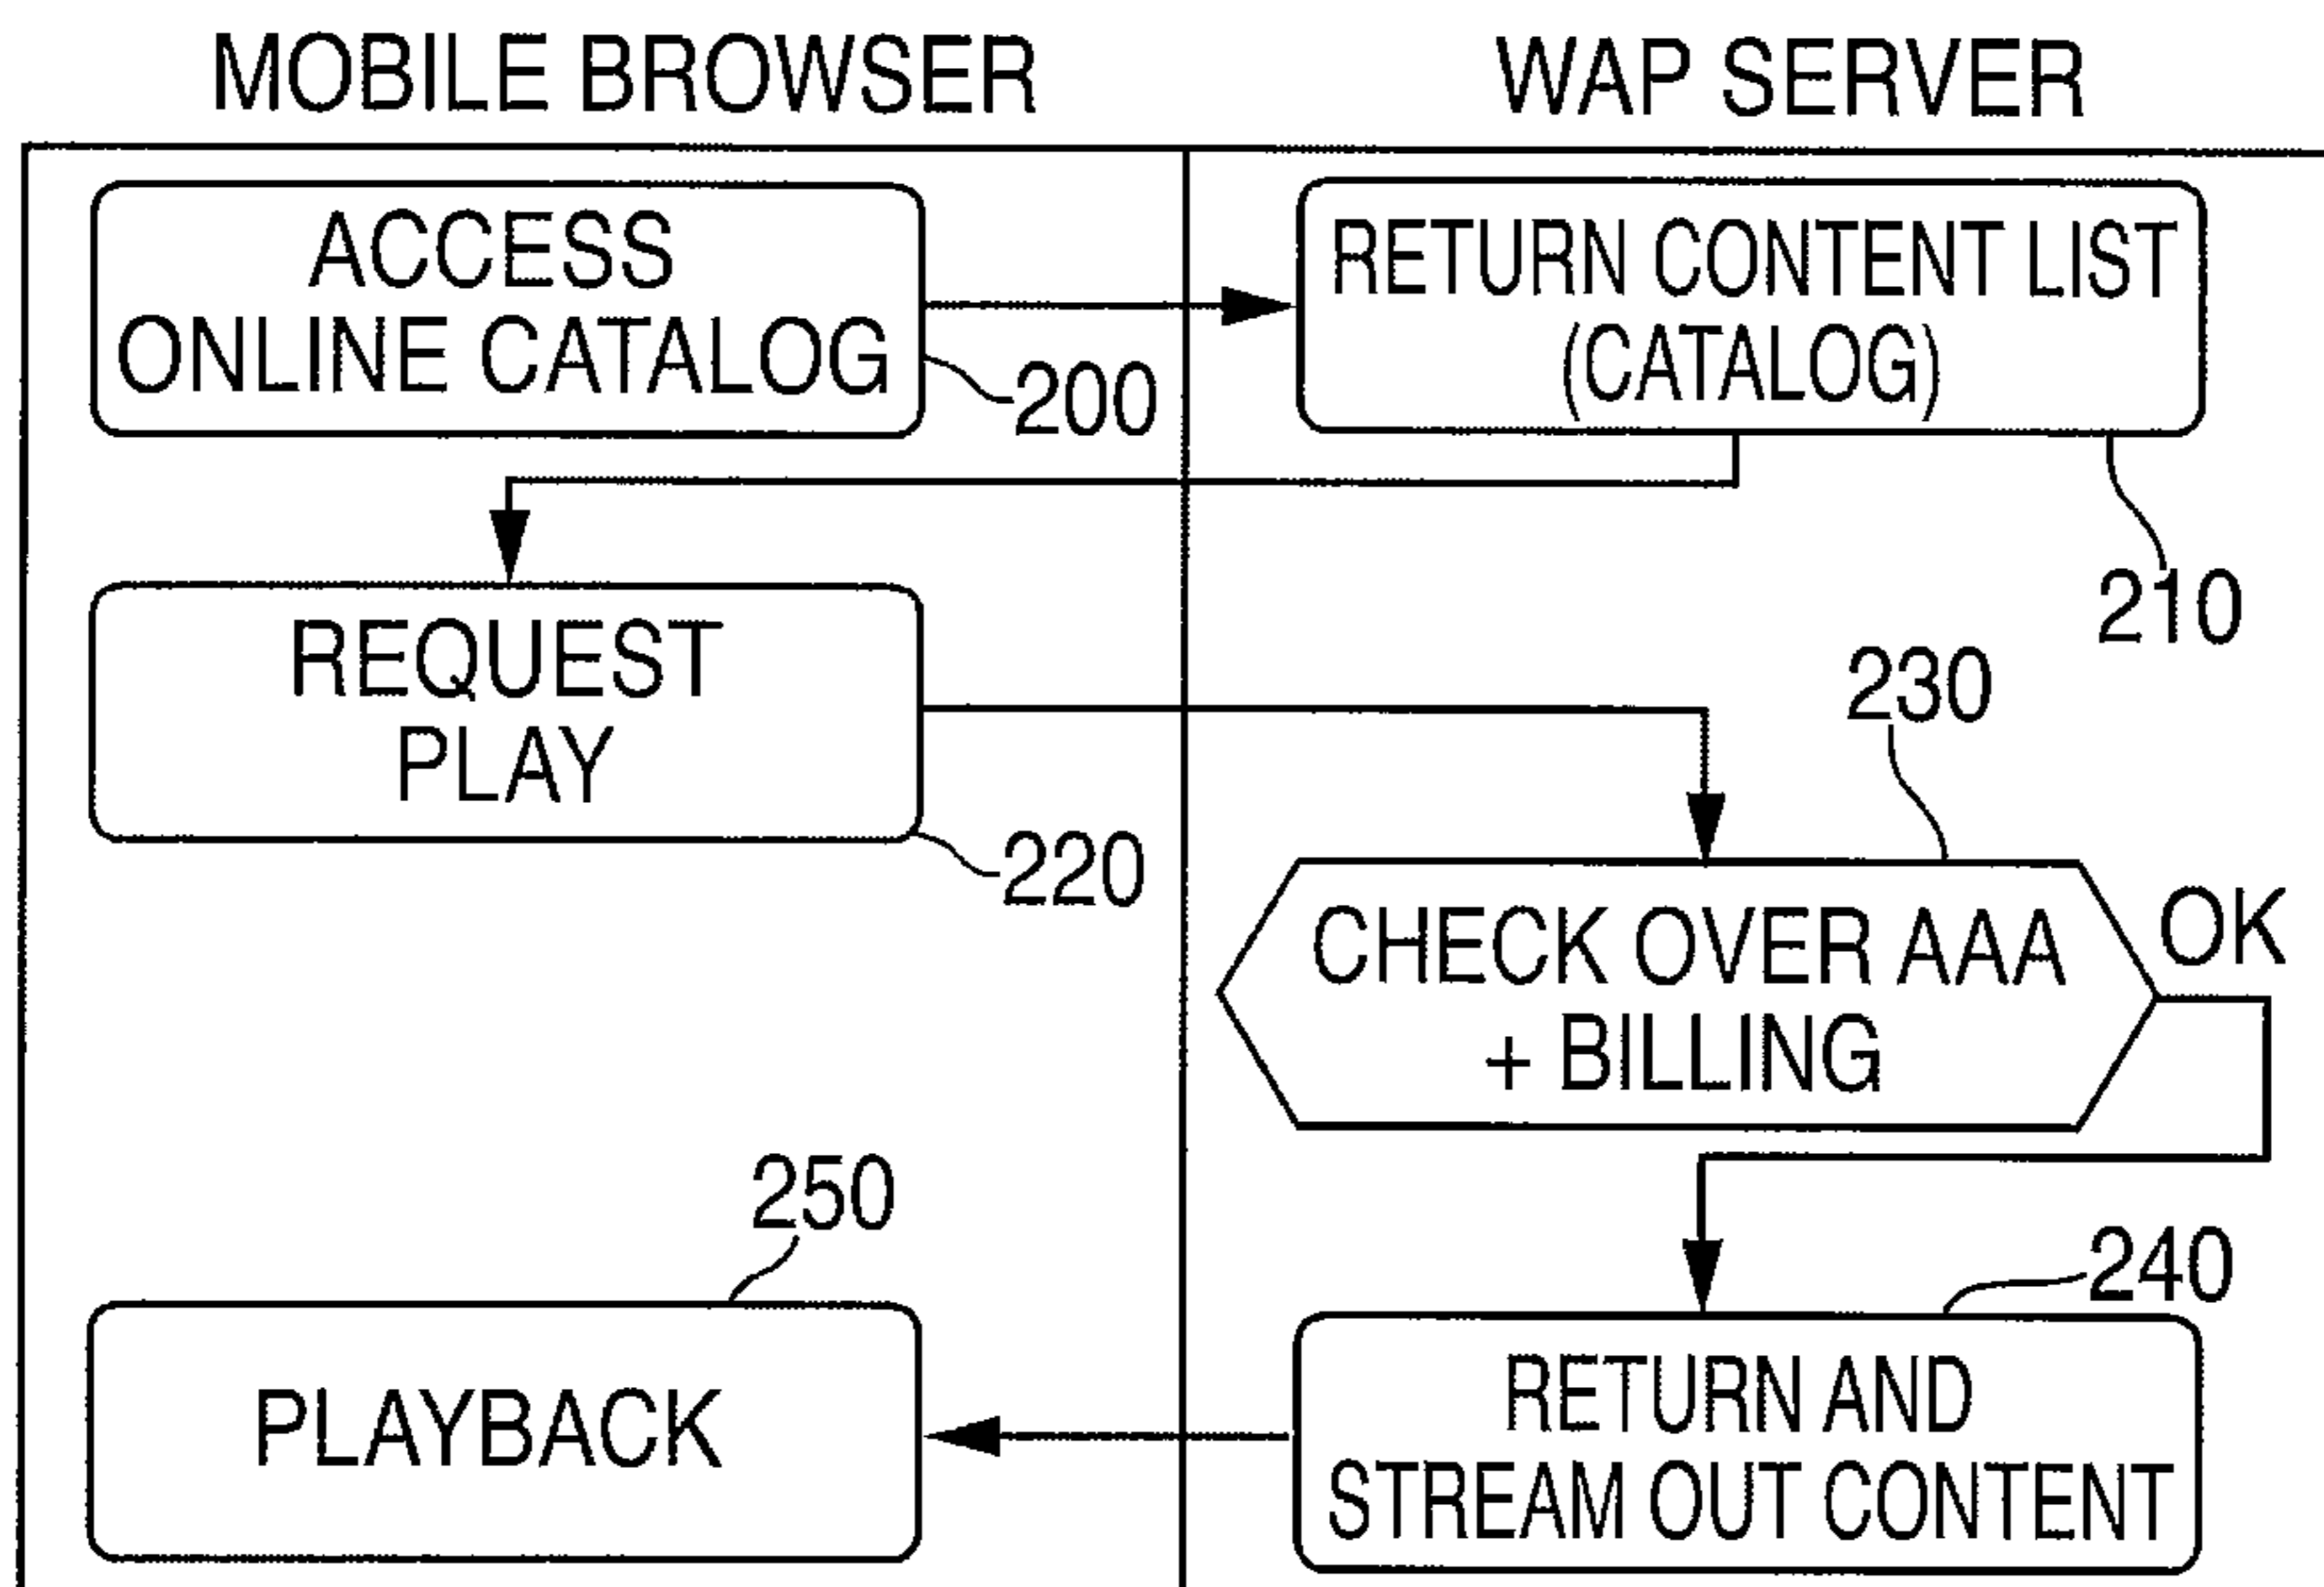 MOBILE BROWSER
WAP SERVER
ACCESS
ONLINE CATALOG
200
RETURN CONTENT LIST
(CATALOG)
210
REQUEST
PLAY
220
230
CHECK OVER AAA
+ BILLING
OK
240
RETURN AND
STREAM OUT CONTENT
250
PLAYBACK